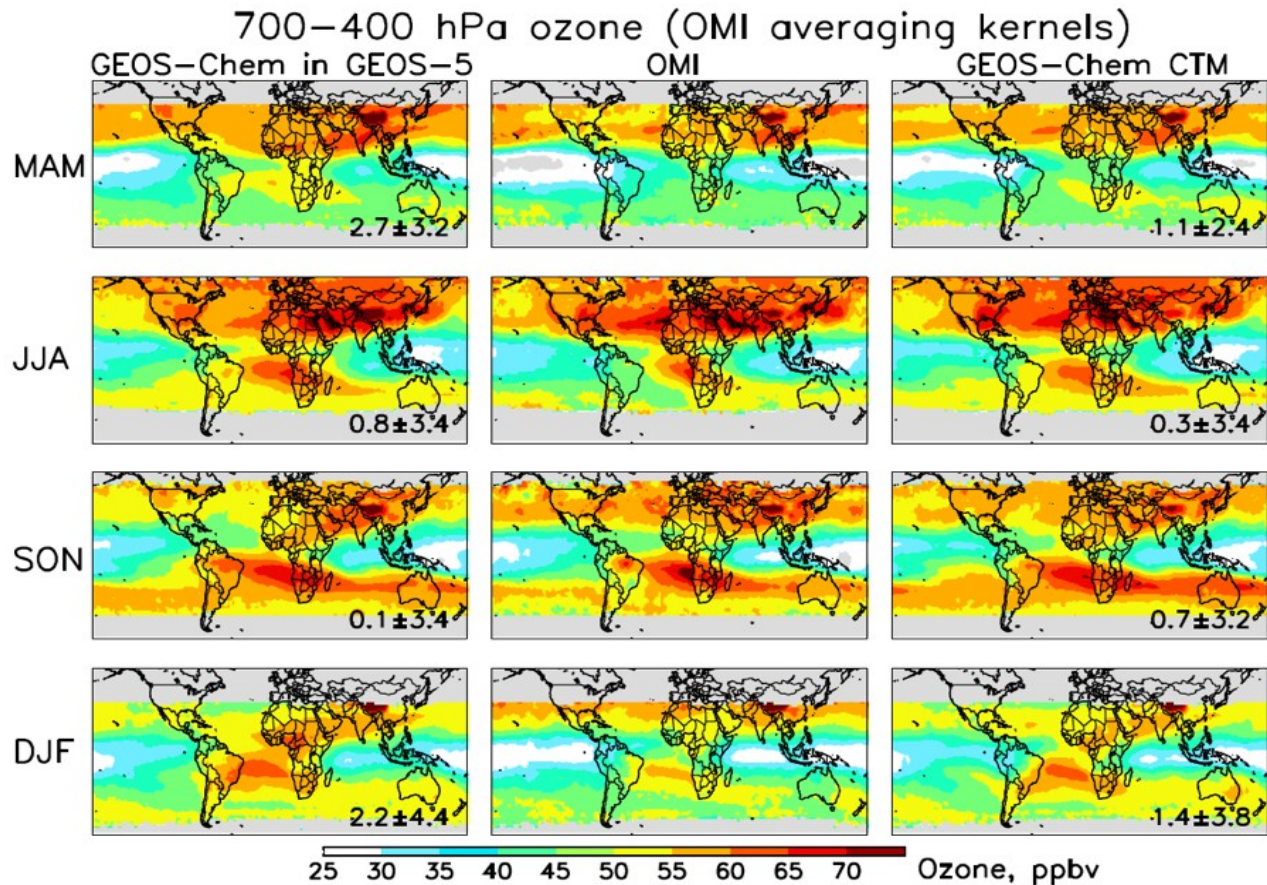 700−400 hPa ozone (OMI averaging kernels)
GEOS−Chem in GEOS−5 OMI GEOS−Chem CTM
MAM
2.7±3.2 1.1±2.4
JJA
0.8±3.4 0.3±3.4
SON
0.1±3.4 0.7±3.2
DJF
2.2±4.4 1.4±3.8
25 30 35 40 45 50 55 60 65 70 Ozone, ppbv